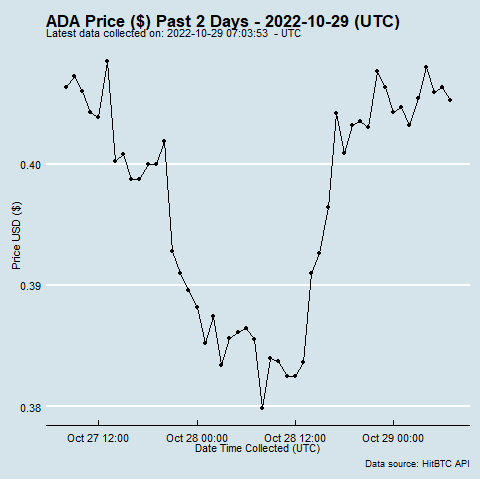 ADA Price ($) Past 2 Days - 2022-10-29 (UTC)
Latest data collected on: 2022-10-29 07:03:53 - UTC
0.40
0.39
0.38
Price USD ($)
Oct 27 12:00
Oct 28 00:00
Oct 28 12:00
Oct 29 00:00
Date Time Collected (UTC)
Data source: HitBTC API